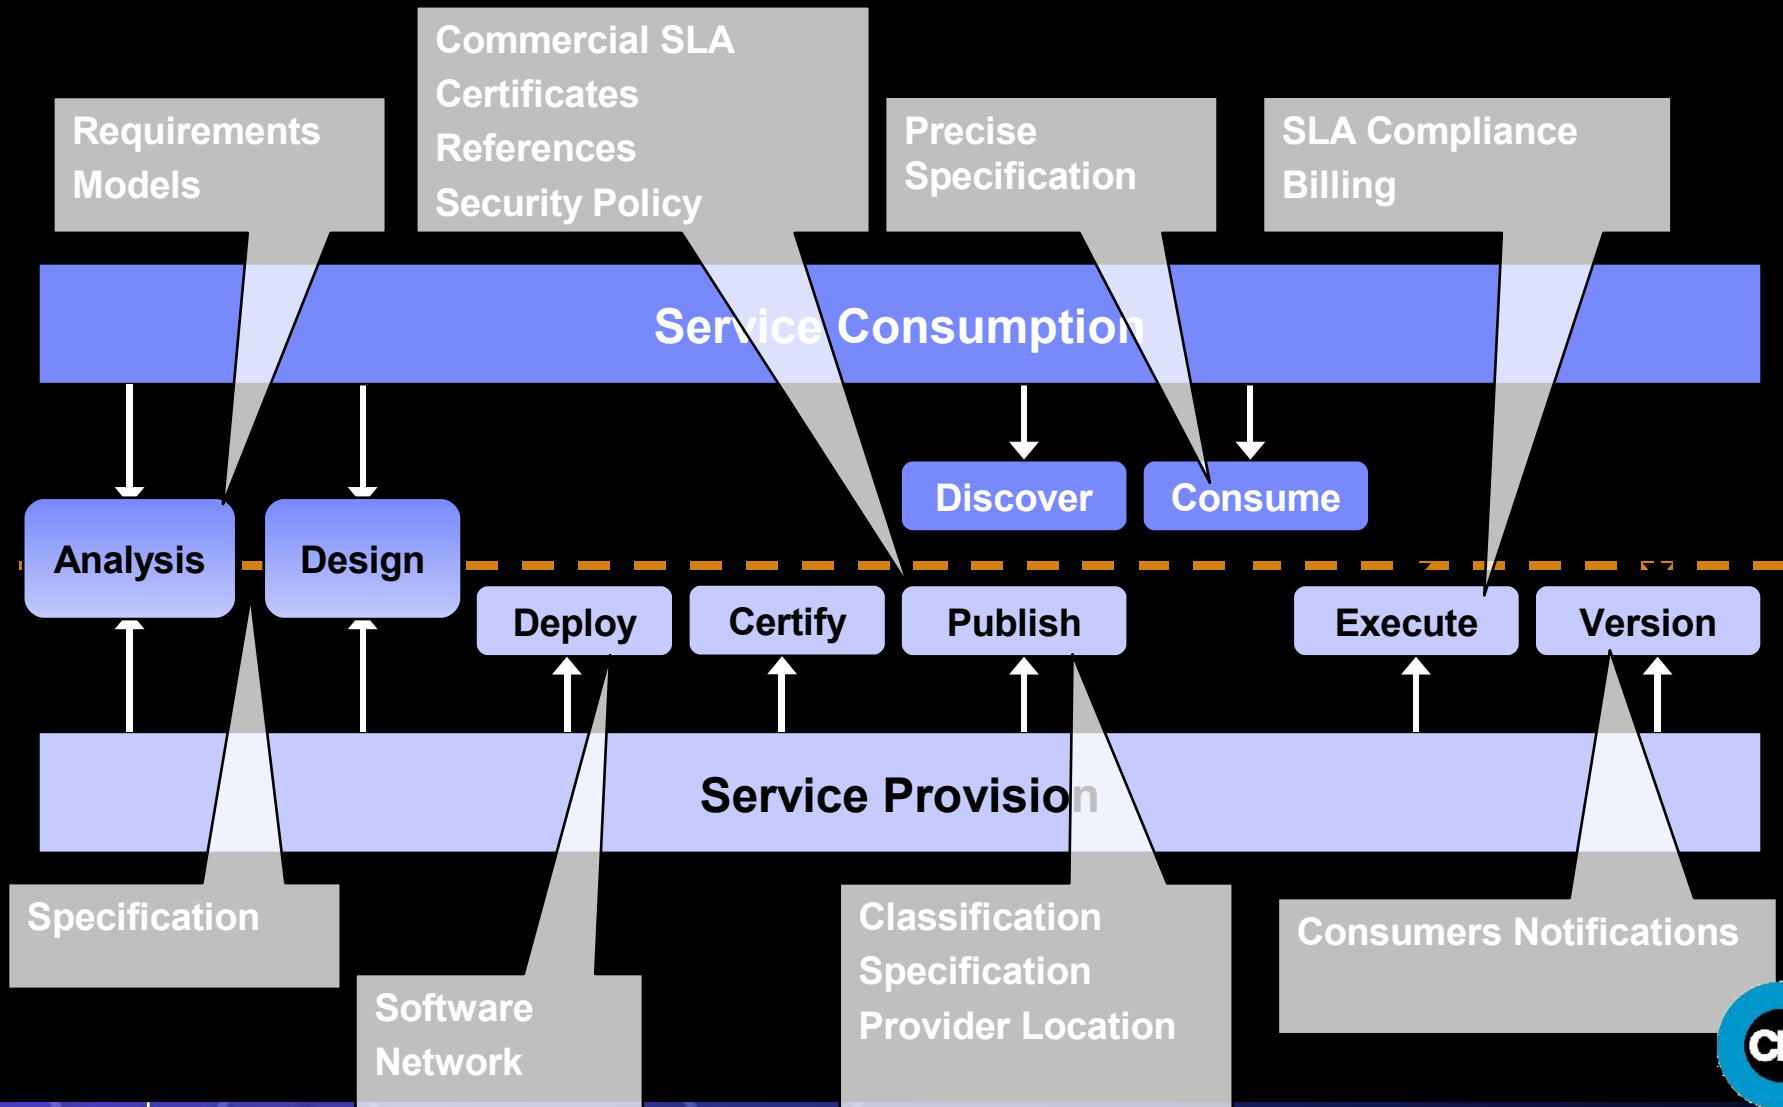 Commercial SLA
Certificates
References
Security Policy
Requirements
Models
Precise
Specification
SLA Compliance
Billing
Service Consumption
Discover
Consume
Analysis
Design
Deploy
Certify
Publish
Execute
Version
Service Provision
Specification
Software
Network
Classification
Specification
Provider Location
Consumers Notifications